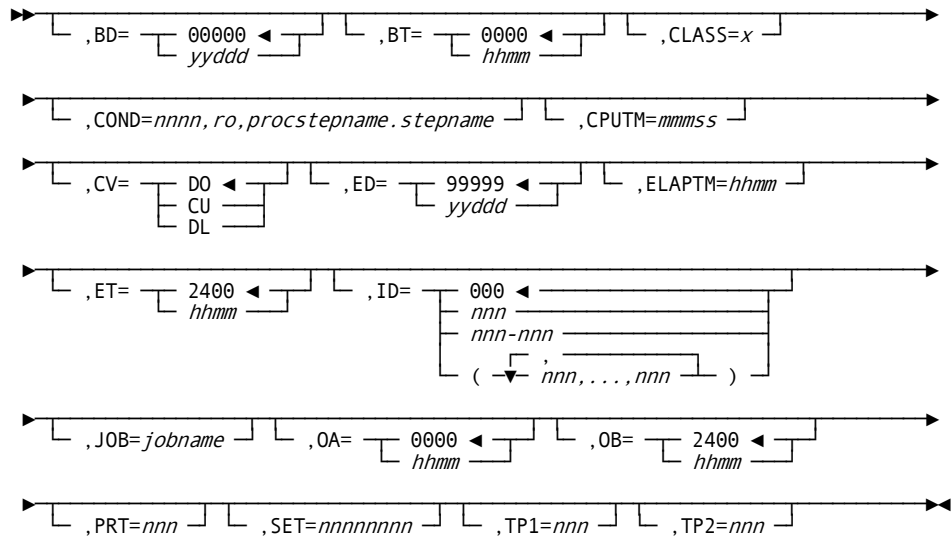 ,BD= 00000 ,BT= 0000 ,CLASS=x
yyddd hhmm
,COND=nnnn,ro,procstepname.stepname ,CPUTM=mmmss
,CV= DO ,ED= 99999 ,ELAPTM=hhmm
CU yyddd
DL
,ET= 2400 ,ID= 000
hhmm nnn
nnn-nnn
,
( nnn,...,nnn )
,JOB=jobname ,OA= 0000 ,OB= 2400
hhmm hhmm
,PRT=nnn ,SET=nnnnnnnn ,TP1=nnn ,TP2=nnn